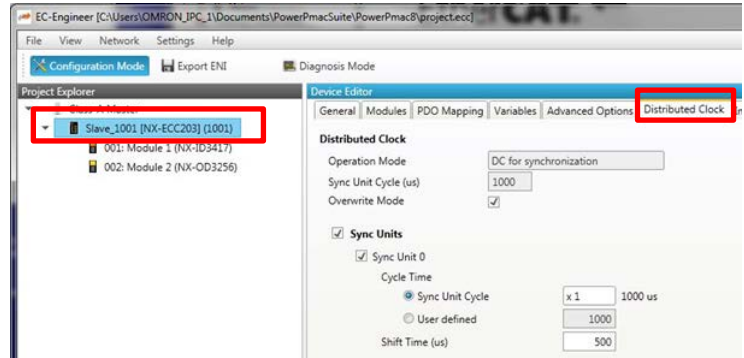 EC-Engineer [C:\Users\OMRON_IPC_1\Documents\PowerPmacSuite\PowerPmac8\project.ecc]
File View Network Settings Help
Configuration Mode Export ENI Diagnosis Mode
Project Explorer
Slave_1001 [NX-ECC203] (1001)
001: Module 1 (NX-ID3417)
002: Module 2 (NX-OD3256)
Device Editor
General Modules PDO Mapping Variables Advanced Options Distributed Clock
Distributed Clock
Operation Mode DC for synchronization
Sync Unit Cycle (us) 1000
Overwrite Mode
Sync Units
Sync Unit 0
Cycle Time
Sync Unit Cycle x 1 1000 us
User defined 1000
Shift Time (us) 500